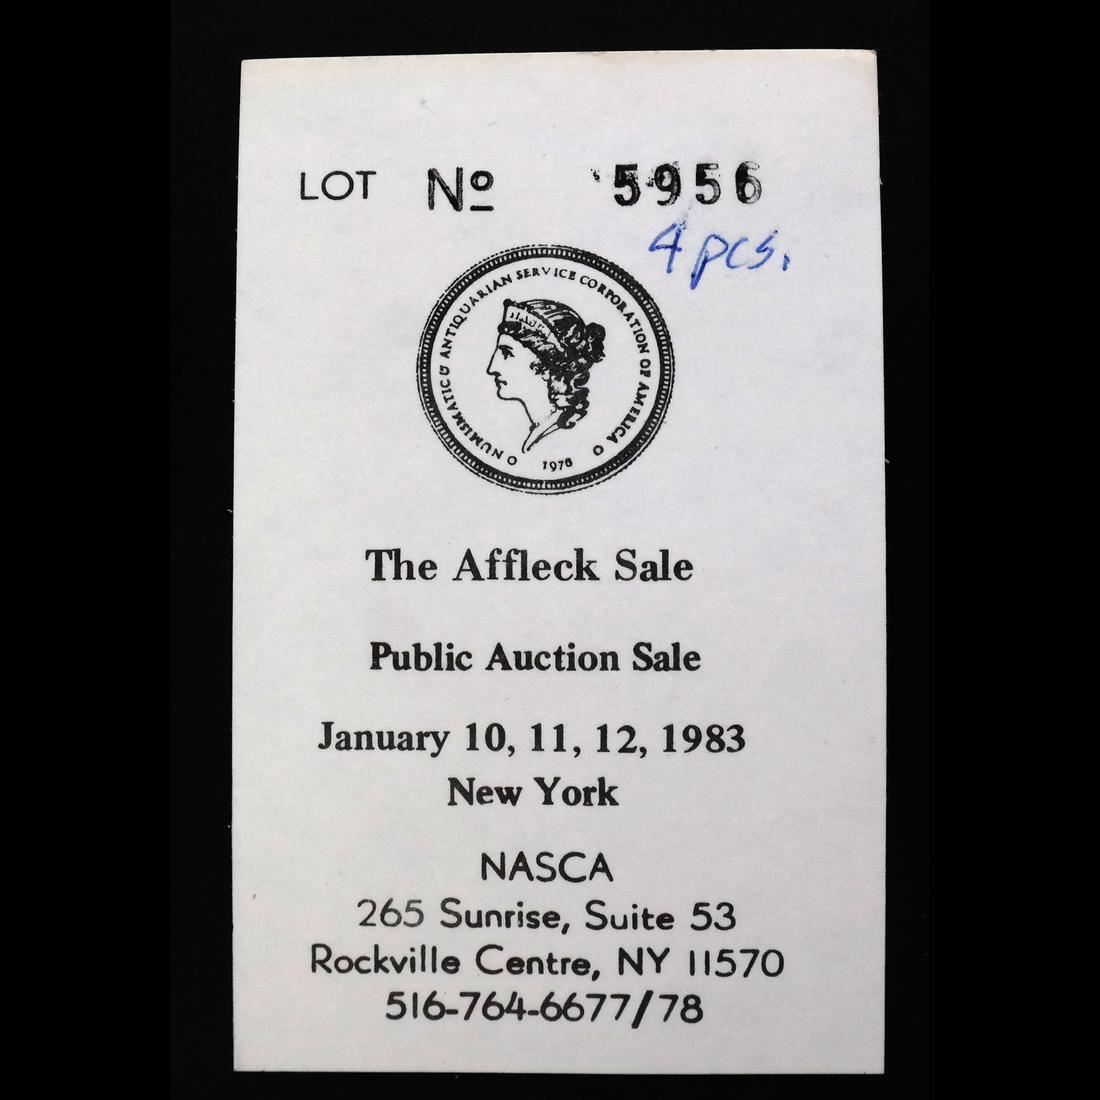 LOT Nº 5956
4 pcs.
NUMISMATIC & ANTIQUARIAN SERVICE CORPORATION OF AMERICA
1976
The Affleck Sale
Public Auction Sale
January 10, 11, 12, 1983
New York
NASCA
265 Sunrise, Suite 53
Rockville Centre, NY 11570
516-764-6677/78